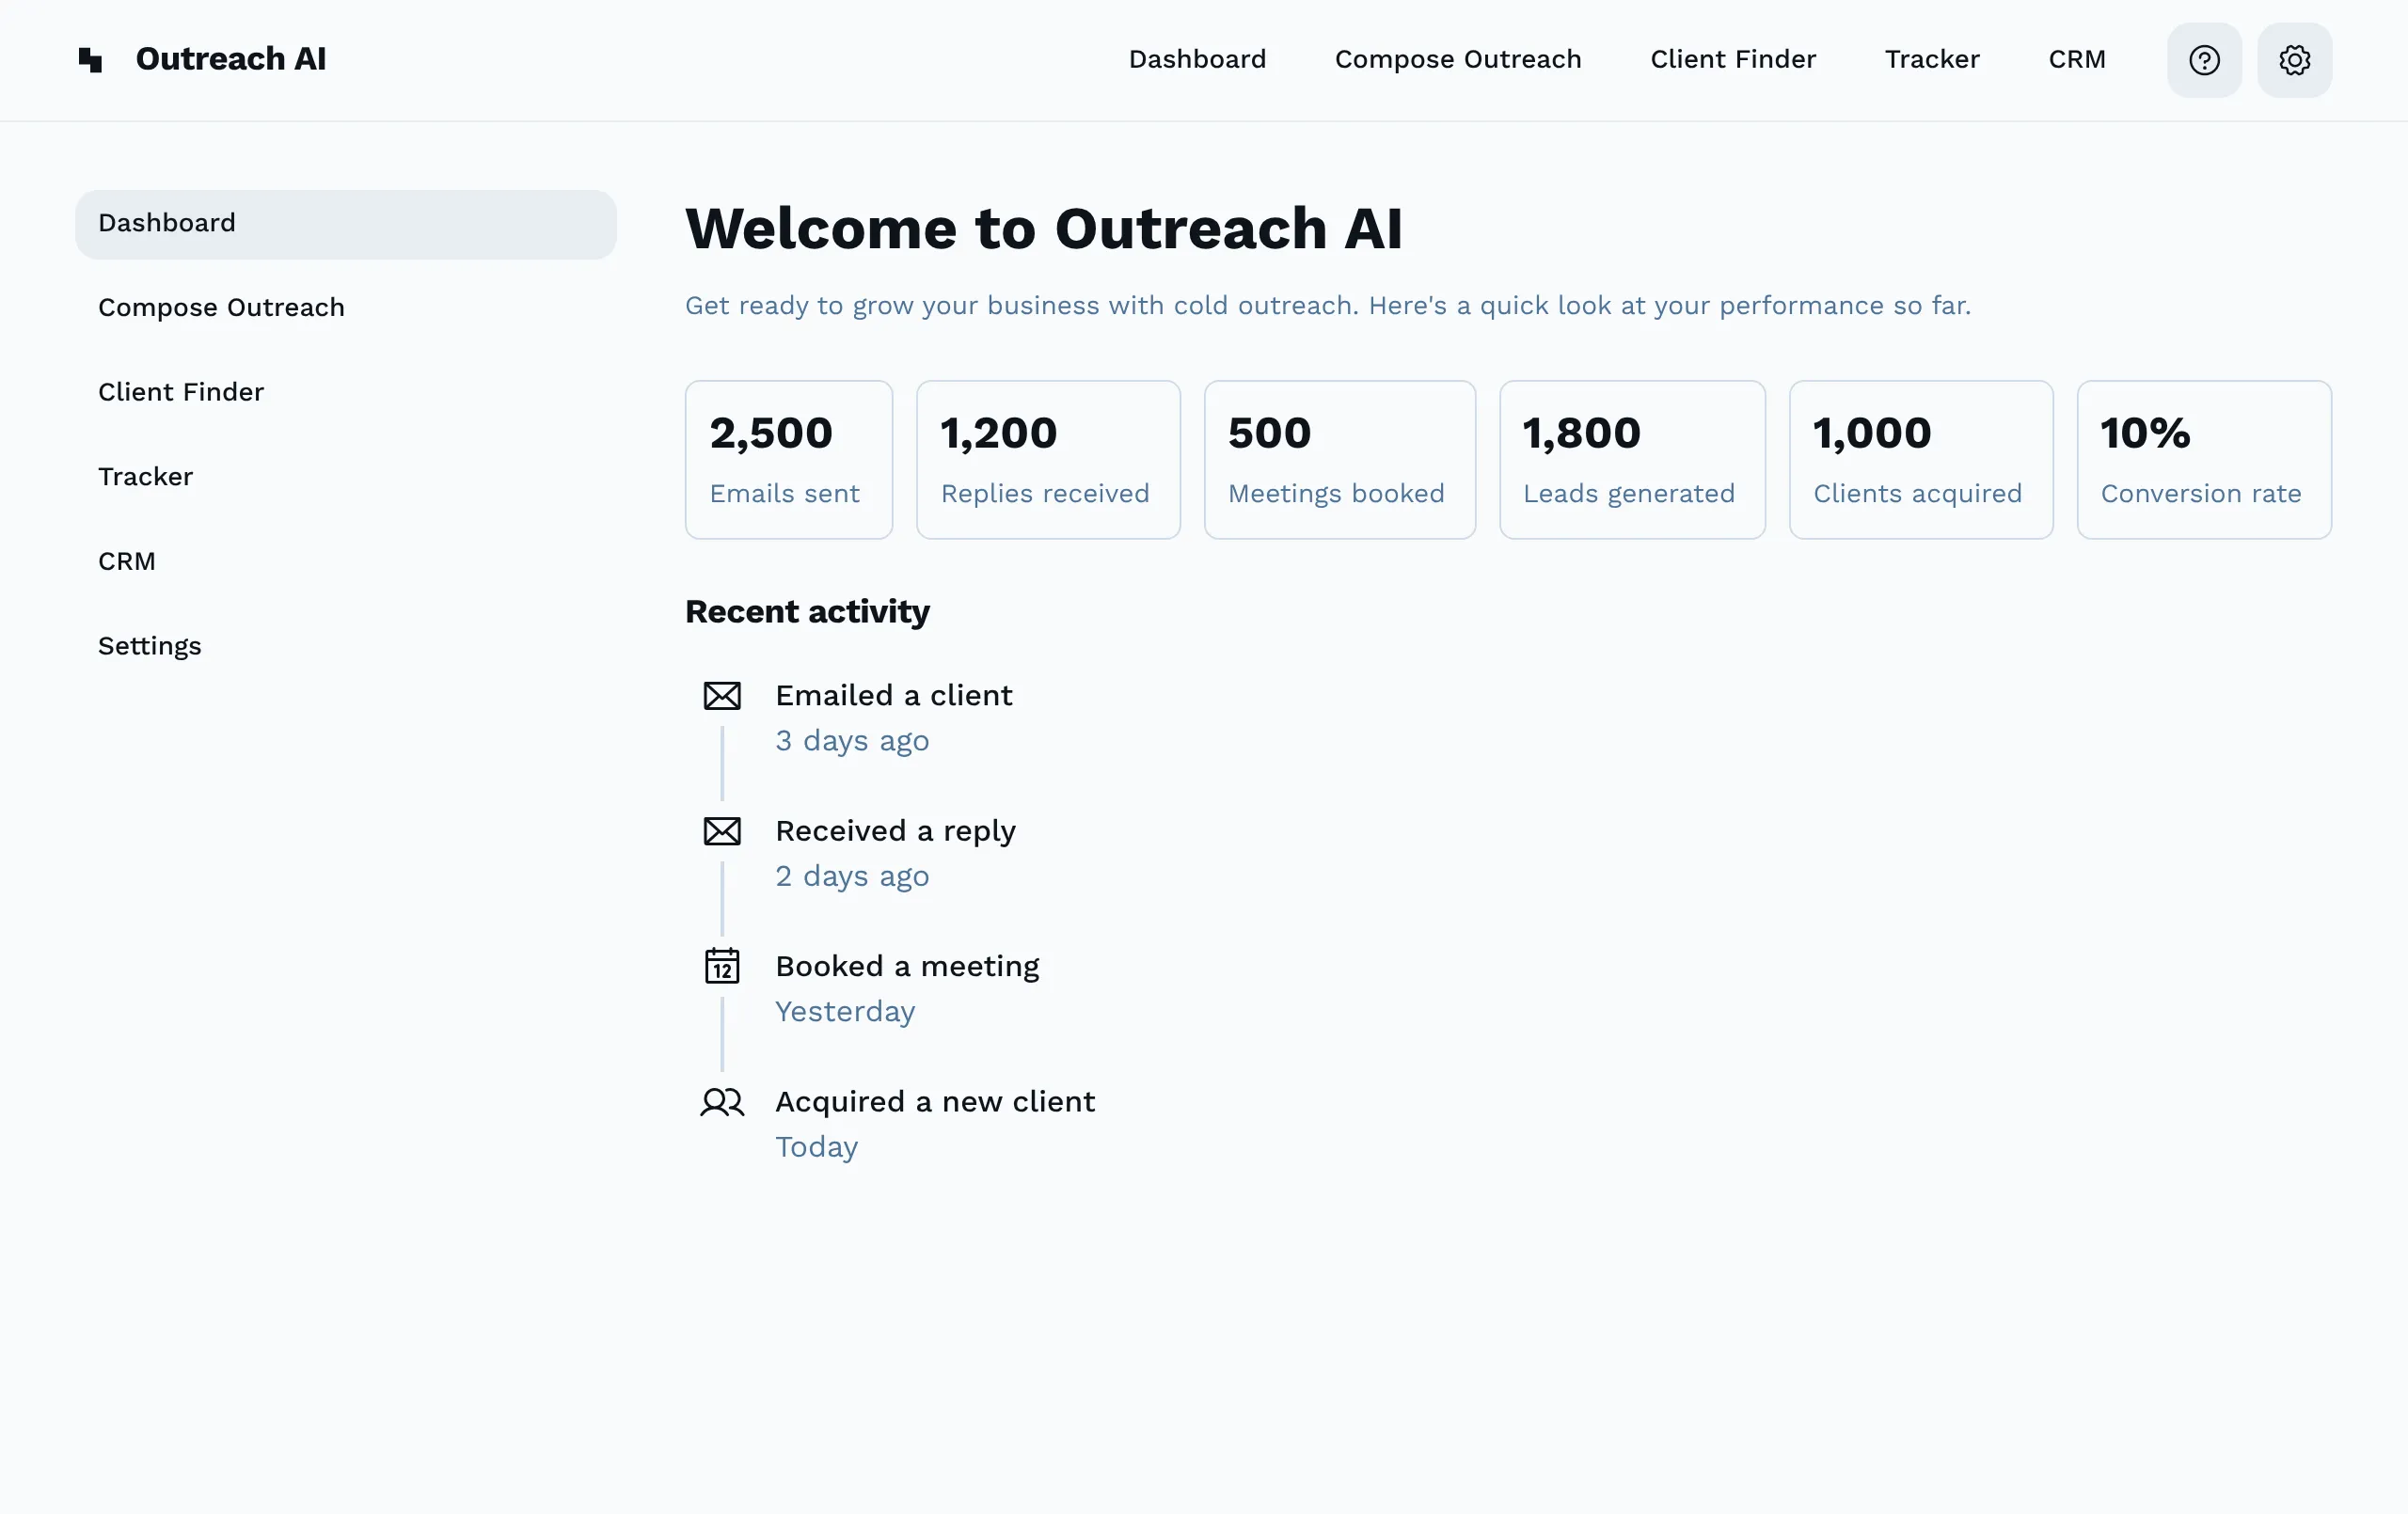 Outreach AI
Dashboard
Compose Outreach
Client Finder
Tracker
CRM
Dashboard
Compose Outreach
Client Finder
Tracker
CRM
Settings
Welcome to Outreach AI
Get ready to grow your business with cold outreach. Here's a quick look at your performance so far.
2,500
Emails sent
1,200
Replies received
500
Meetings booked
1,800
Leads generated
1,000
Clients acquired
10%
Conversion rate
Recent activity
Emailed a client
3 days ago
Received a reply
2 days ago
12
Booked a meeting
Yesterday
Acquired a new client
Today